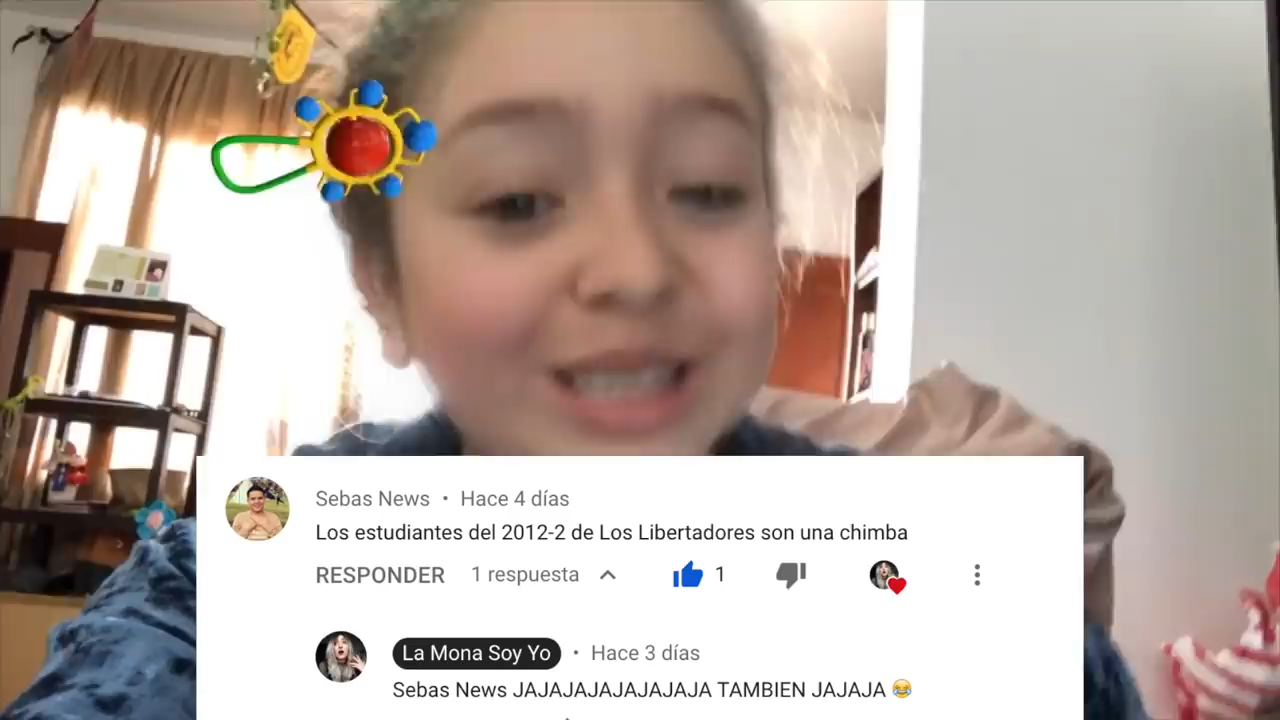 Sebas News • Hace 4 días
Los estudiantes del 2012-2 de Los Libertadores son una chimba
RESPONDER 1 respuesta 1
La Mona Soy Yo • Hace 3 días
Sebas News JAJAJAJAJAJAJAJA TAMBIEN JAJAJA 😂